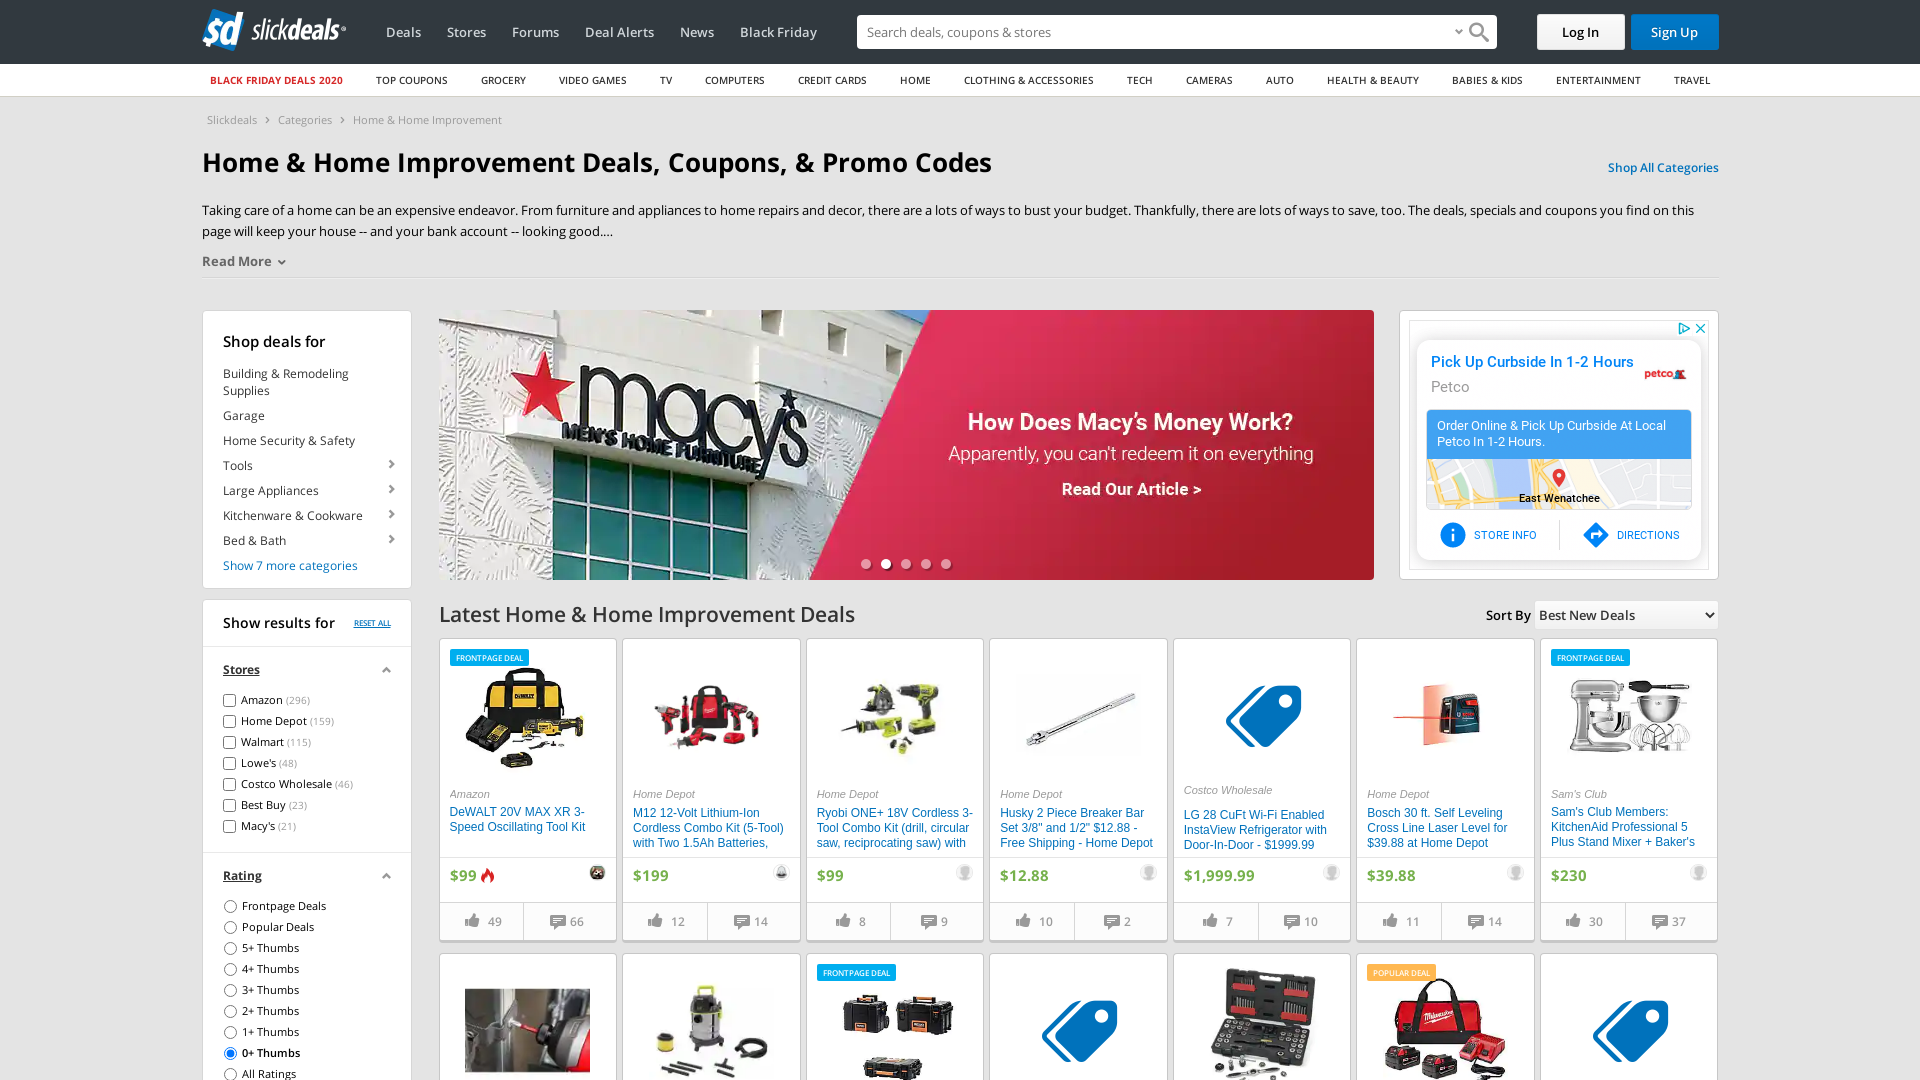 sd slickdeals
Deals Stores Forums Deal Alerts News Black Friday
Search deals, coupons & stores
Log In Sign Up
BLACK FRIDAY DEALS 2020 TOP COUPONS GROCERY VIDEO GAMES TV COMPUTERS CREDIT CARDS HOME CLOTHING & ACCESSORIES TECH CAMERAS AUTO HEALTH & BEAUTY BABIES & KIDS ENTERTAINMENT TRAVEL
Slickdeals Categories Home & Home Improvement
Home & Home Improvement Deals, Coupons, & Promo Codes
Shop All Categories
Taking care of a home can be an expensive endeavor. From furniture and appliances to home repairs and decor, there are a lots of ways to bust your budget. Thankfully, there are lots of ways to save, too. The deals, specials and coupons you find on this
page will keep your house -- and your bank account -- looking good....
Read More
Shop deals for
Building & Remodeling
Supplies
Garage
Home Security & Safety
Tools
Large Appliances
Kitchenware & Cookware
Bed & Bath
Show 7 more categories
macy's
MEN'S HOME FURNITURE
How Does Macy's Money Work?
Apparently, you can't redeem it on everything
Read Our Article >
Pick Up Curbside In 1-2 Hours
Petco
petco
Order Online & Pick Up Curbside At Local
Petco In 1-2 Hours.
East Wenatchee
STORE INFO DIRECTIONS
Show results for RESET ALL
Stores
Amazon (296)
Home Depot (159)
Walmart (115)
Lowe's (48)
Costco Wholesale (46)
Best Buy (23)
Macy's (21)
Rating
Frontpage Deals
Popular Deals
5+ Thumbs
4+ Thumbs
3+ Thumbs
2+ Thumbs
1+ Thumbs
0+ Thumbs
All Ratings
Latest Home & Home Improvement Deals
Sort By Best New Deals
FRONTPAGE DEAL
Amazon
DeWALT 20V MAX XR 3-
Speed Oscillating Tool Kit
$99
49 66
Home Depot
M12 12-Volt Lithium-Ion
Cordless Combo Kit (5-Tool)
with Two 1.5Ah Batteries,
$199
12 14
Home Depot
Ryobi ONE+ 18V Cordless 3-
Tool Combo Kit (drill, circular
saw, reciprocating saw) with
$99
8 9
Home Depot
Husky 2 Piece Breaker Bar
Set 3/8" and 1/2" $12.88 -
Free Shipping - Home Depot
$12.88
10 2
Costco Wholesale
LG 28 CuFt Wi-Fi Enabled
InstaView Refrigerator with
Door-In-Door - $1999.99
$1,999.99
7 10
Home Depot
Bosch 30 ft. Self Leveling
Cross Line Laser Level for
$39.88 at Home Depot
$39.88
11 14
FRONTPAGE DEAL
Sam's Club
Sam's Club Members:
KitchenAid Professional 5
Plus Stand Mixer + Baker's
$230
30 37
FRONTPAGE DEAL
POPULAR DEAL
Milwaukee